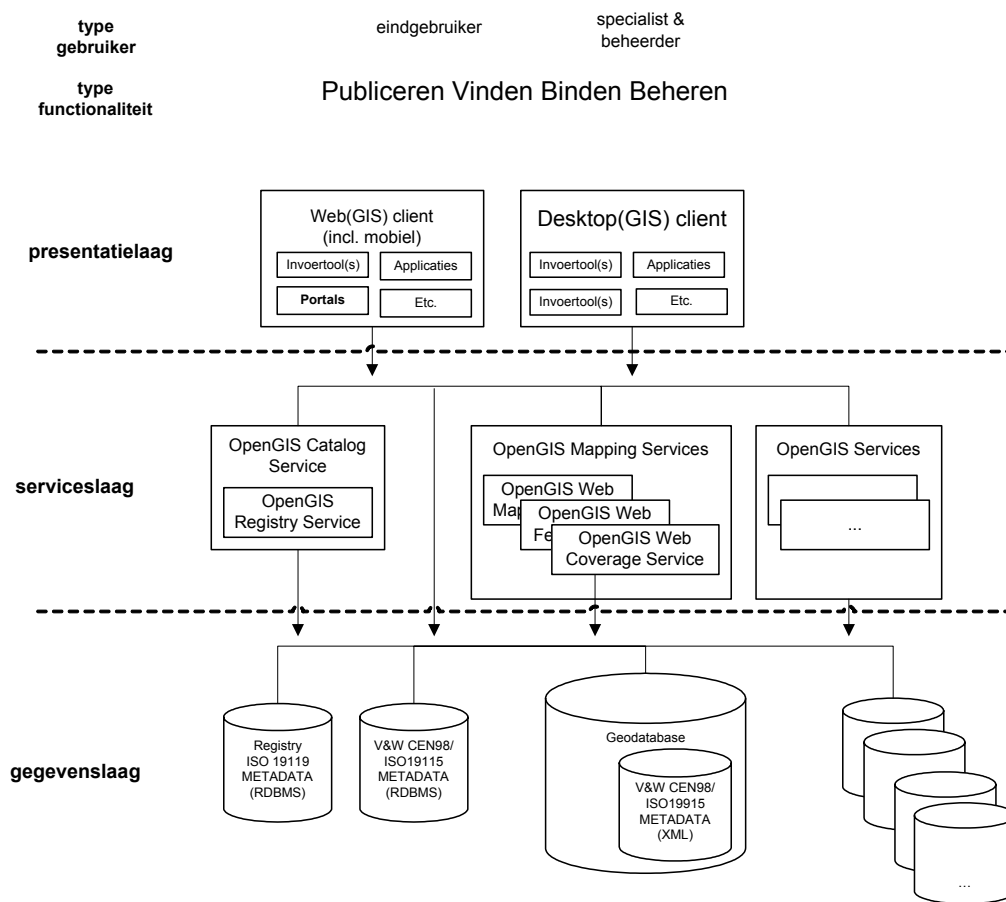 type
gebruiker
eindgebruiker
specialist &
beheerder
type
functionaliteit
Publiceren Vinden Binden Beheren
presentatielaag
Web(GIS) client
(incl. mobiel)
Invoertool(s)
Applicaties
Portals
Etc.
Desktop(GIS) client
Invoertool(s)
Applicaties
Invoertool(s)
Etc.
serviceslaag
OpenGIS Catalog
Service
OpenGIS
Registry Service
OpenGIS Mapping Services
OpenGIS Web
Map
OpenGIS Web
Fe
OpenGIS Web
Coverage Service
OpenGIS Services
...
gegevenslaag
Registry
ISO 19119
METADATA
(RDBMS)
V&W CEN98/
ISO19115
METADATA
(RDBMS)
Geodatabase
V&W CEN98/
ISO19915
METADATA
(XML)
...